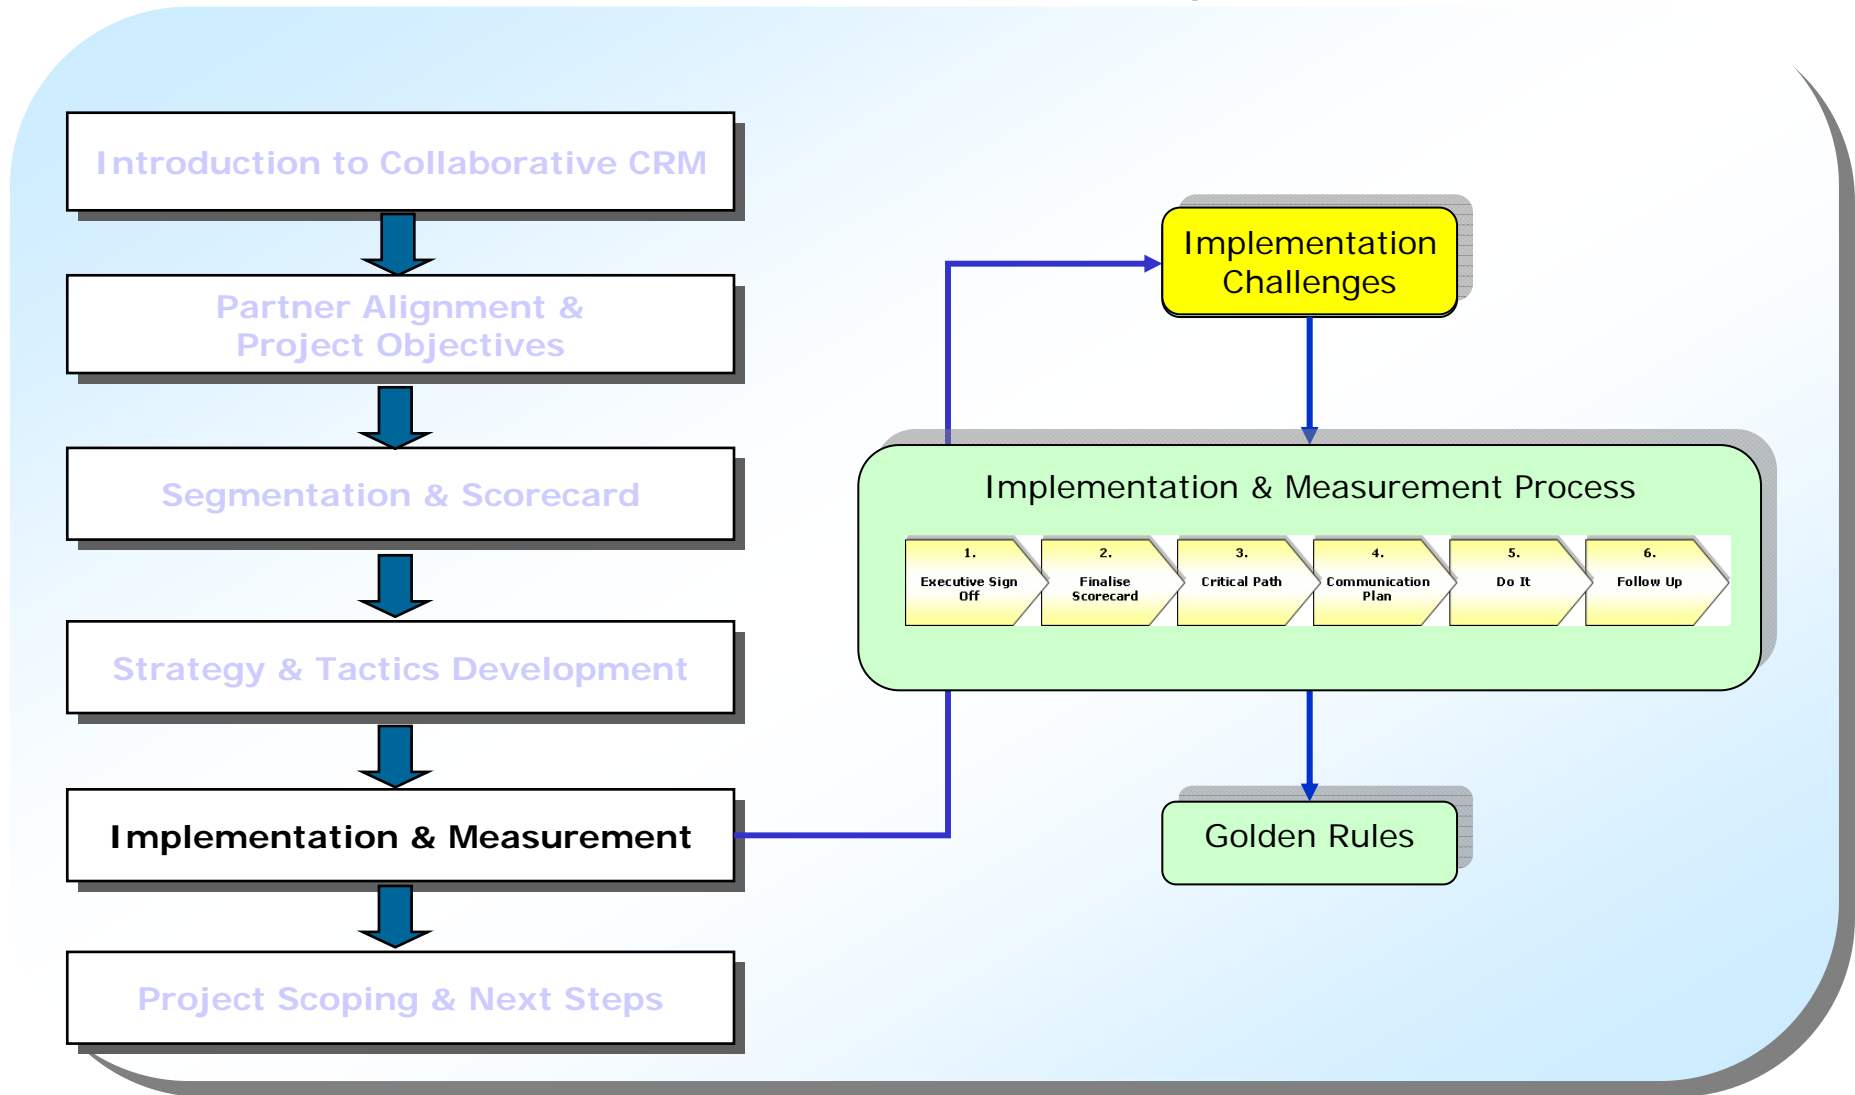 Introduction to Collaborative CRM
Partner Alignment &
Project Objectives
Segmentation & Scorecard
Strategy & Tactics Development
Implementation & Measurement
Project Scoping & Next Steps
Implementation
Challenges
Implementation & Measurement Process
1.
Executive Sign
Off
2.
Finalise
Scorecard
3.
Critical Path
4.
Communication
Plan
5.
Do It
6.
Follow Up
Golden Rules